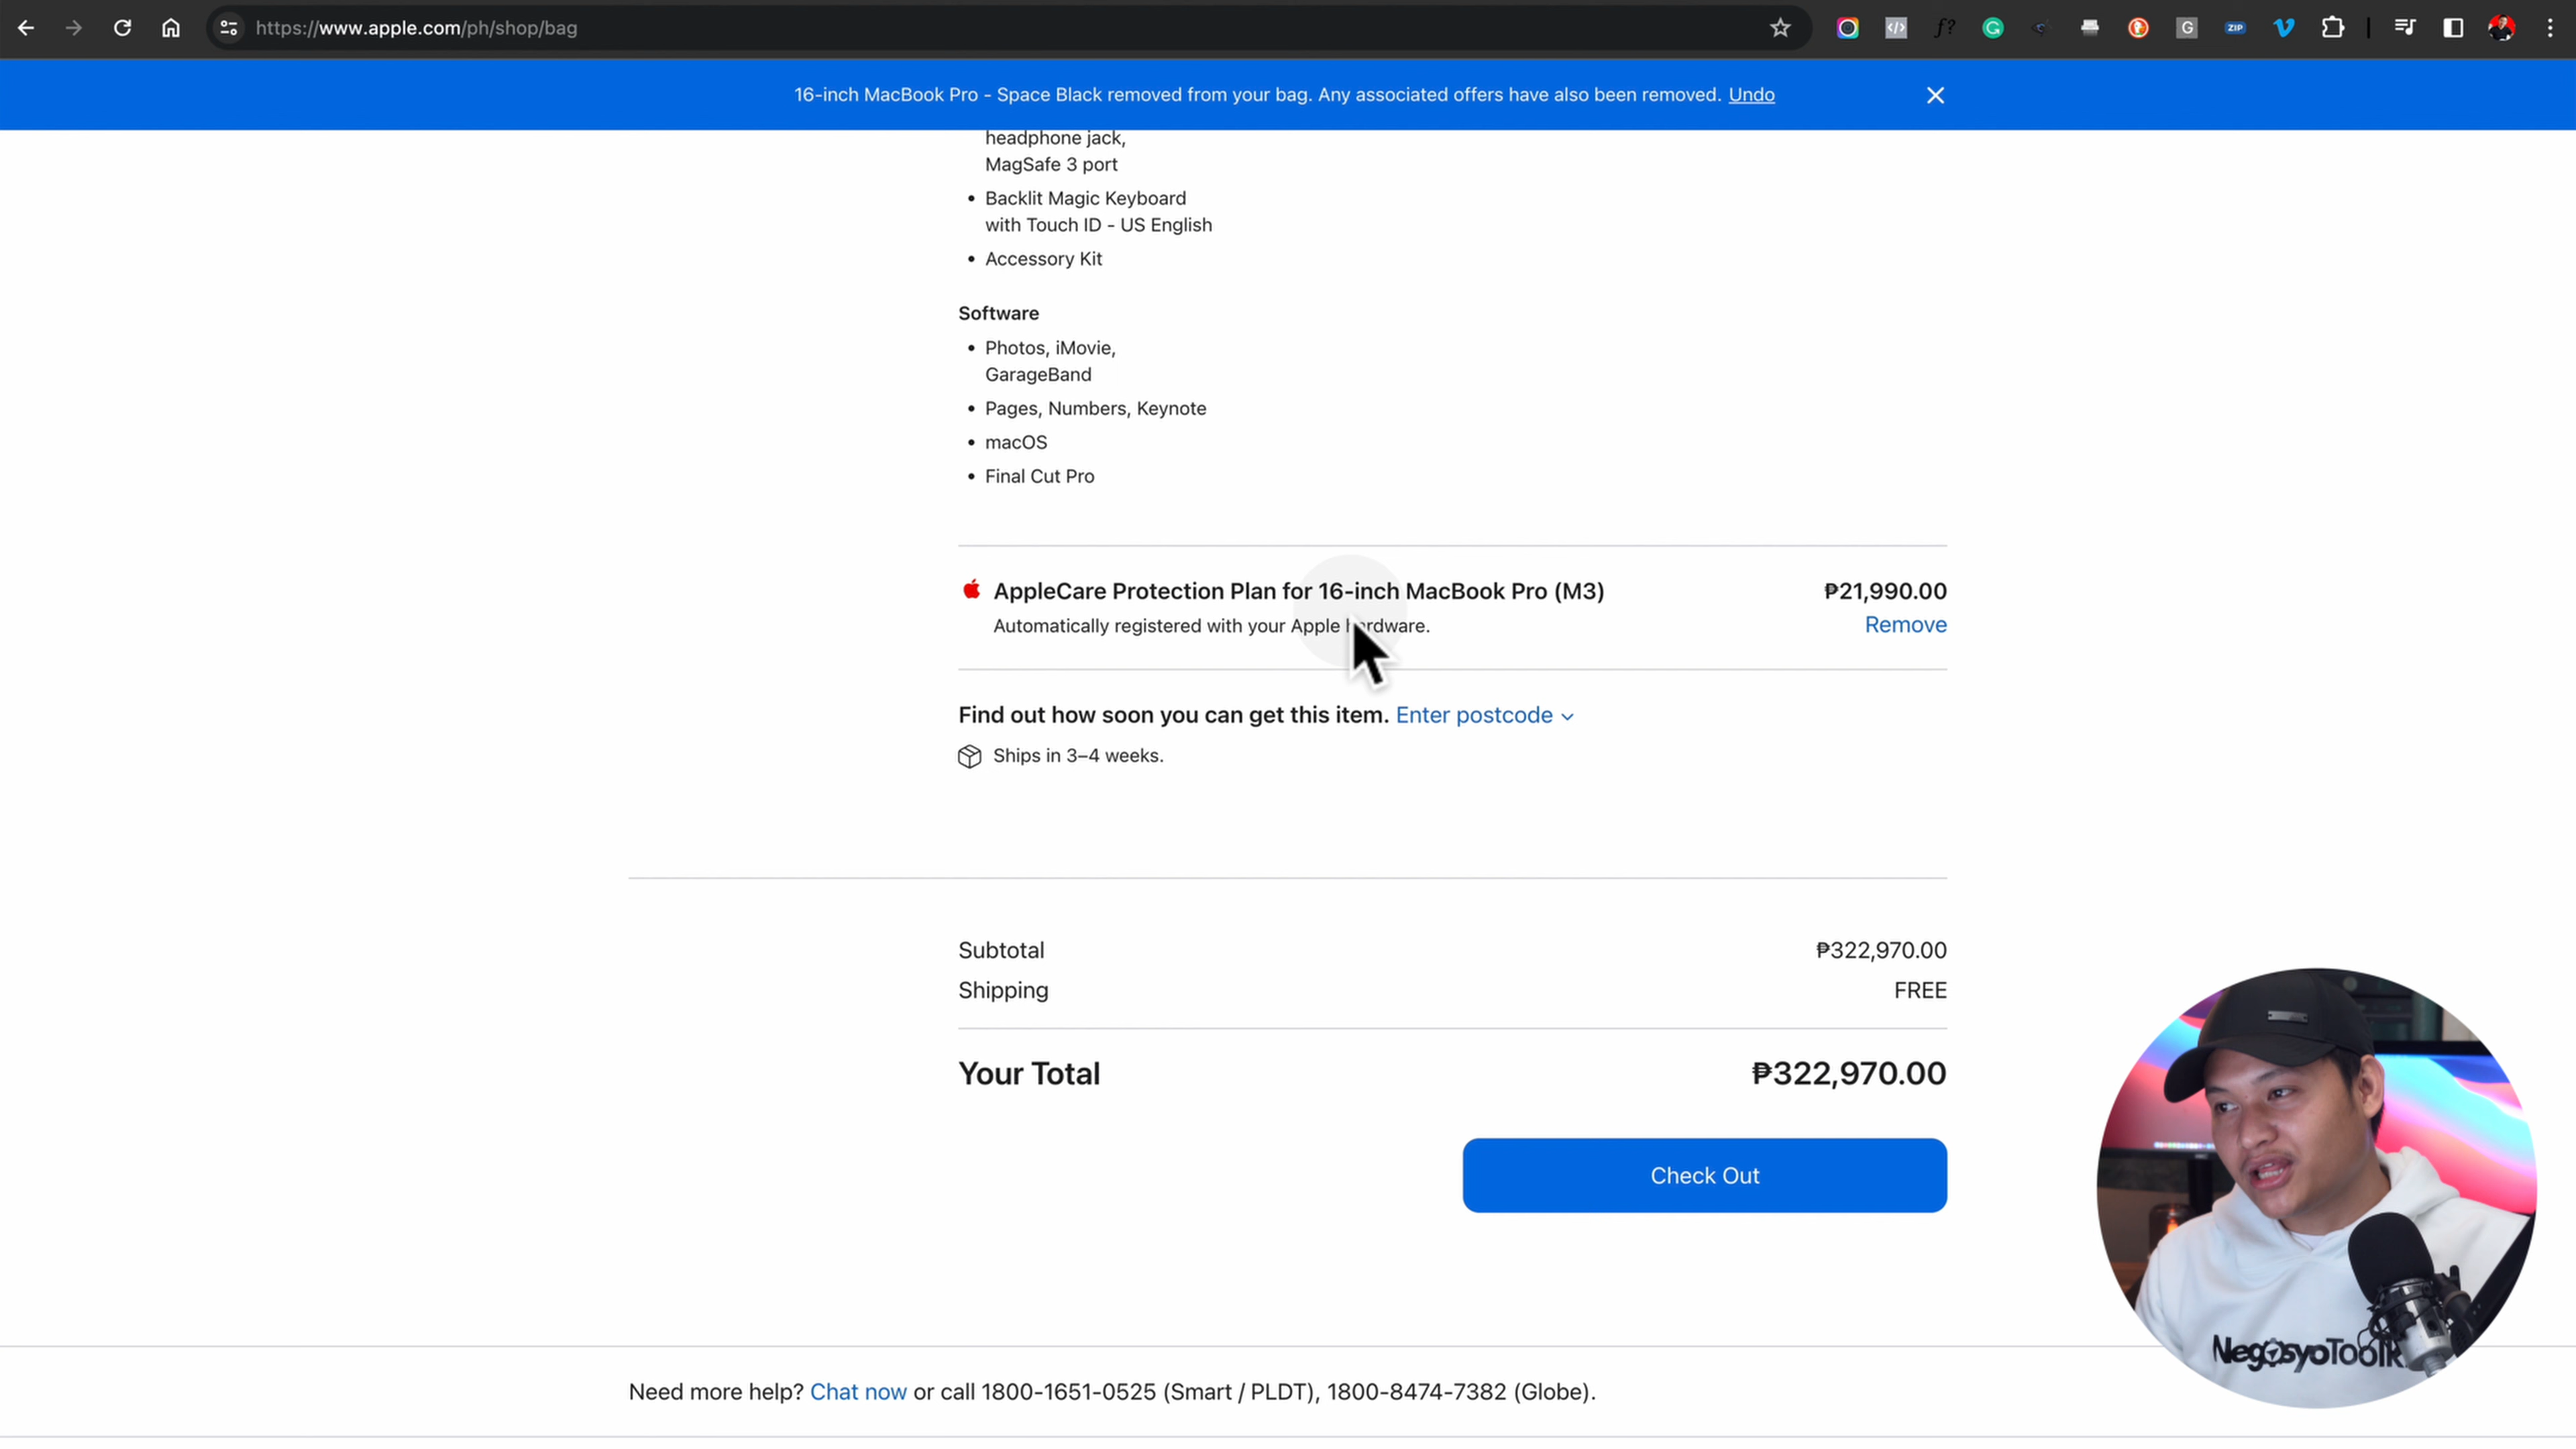 https://www.apple.com/ph/shop/bag
16-inch MacBook Pro - Space Black removed from your bag. Any associated offers have also been removed. Undo
headphone jack,
MagSafe 3 port
• Backlit Magic Keyboard
with Touch ID - US English
• Accessory Kit
Software
• Photos, iMovie,
GarageBand
• Pages, Numbers, Keynote
• macOS
• Final Cut Pro
AppleCare Protection Plan for 16-inch MacBook Pro (M3) ₱21,990.00
Automatically registered with your Apple hardware. Remove
Find out how soon you can get this item. Enter postcode
Ships in 3–4 weeks.
Subtotal ₱322,970.00
Shipping FREE
Your Total ₱322,970.00
Check Out
Need more help? Chat now or call 1800-1651-0525 (Smart / PLDT), 1800-8474-7382 (Globe).